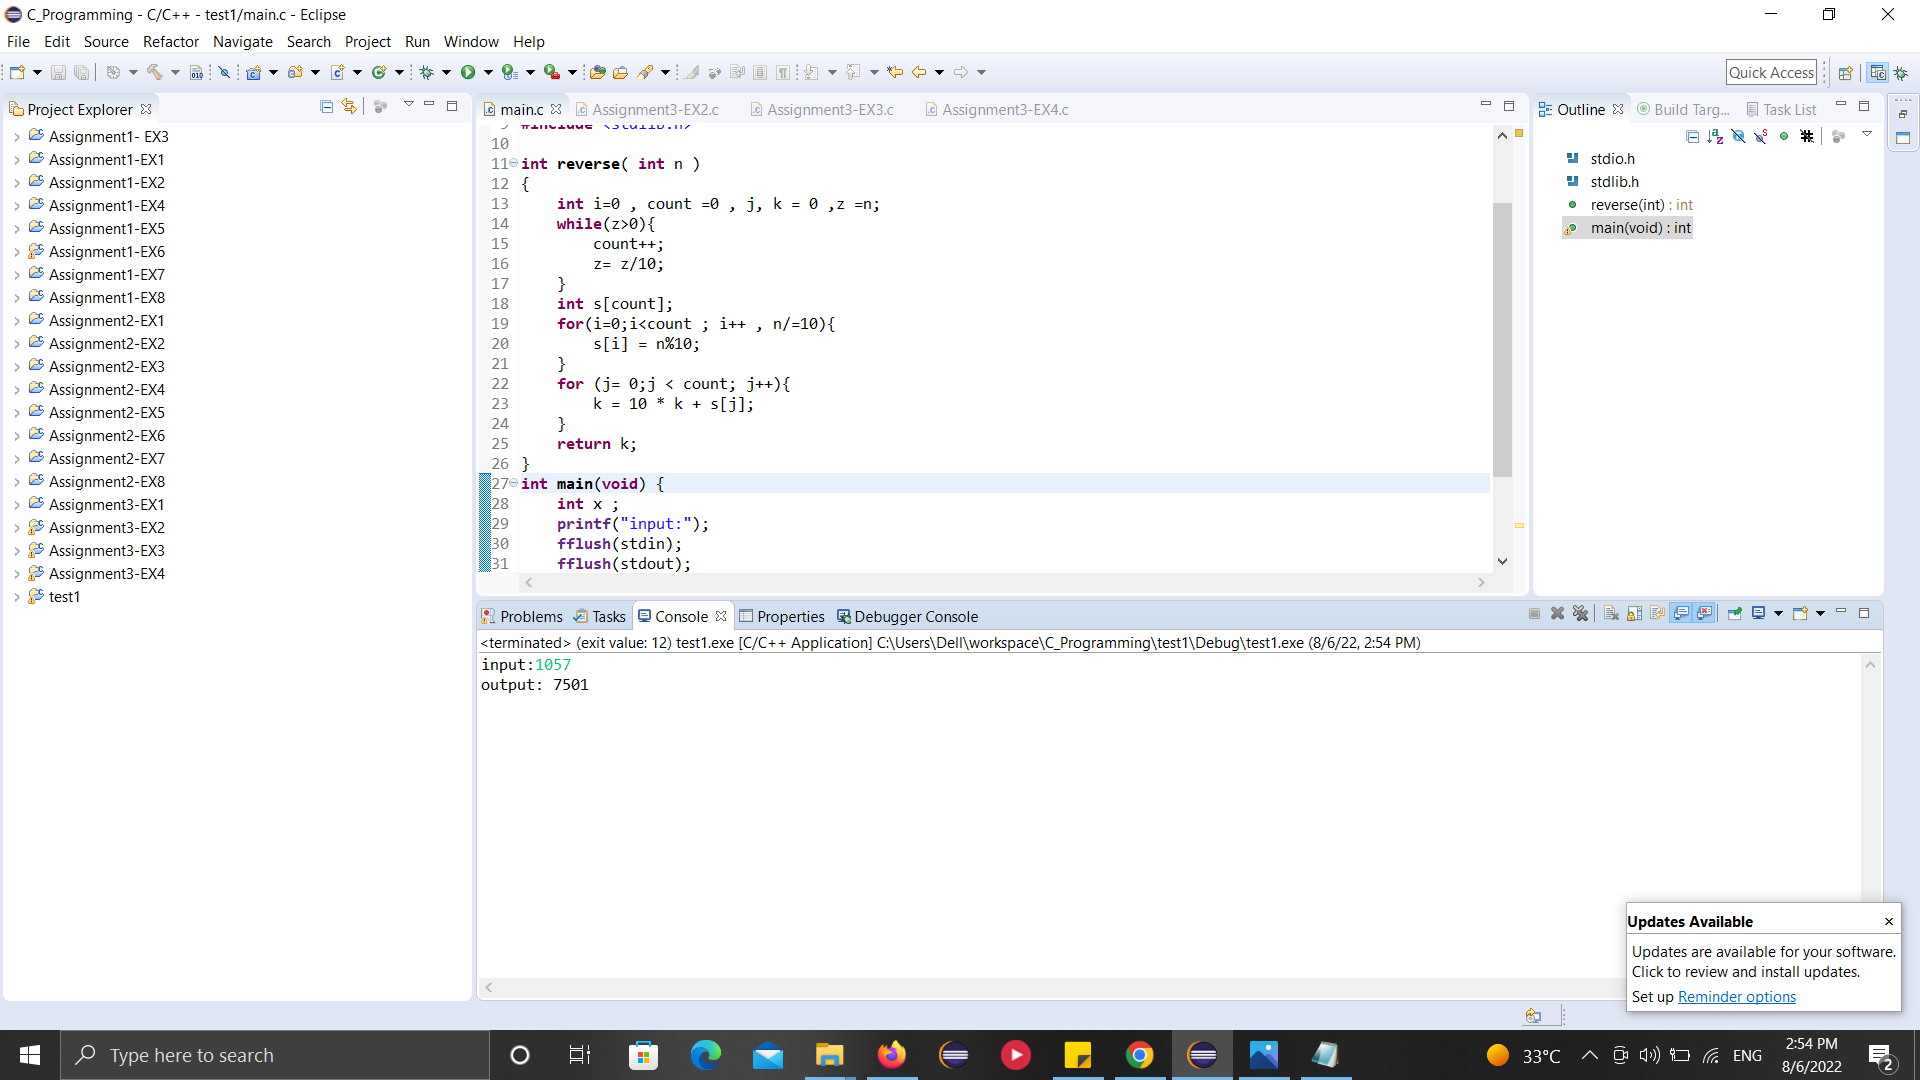 C_Programming - C/C++ - test1/main.c - Eclipse
File Edit Source Refactor Navigate Search Project Run Window Help
Quick Access
Project Explorer
Assignment1- EX3
Assignment1-EX1
Assignment1-EX2
Assignment1-EX4
Assignment1-EX5
Assignment1-EX6
Assignment1-EX7
Assignment1-EX8
Assignment2-EX1
Assignment2-EX2
Assignment2-EX3
Assignment2-EX4
Assignment2-EX5
Assignment2-EX6
Assignment2-EX7
Assignment2-EX8
Assignment3-EX1
Assignment3-EX2
Assignment3-EX3
Assignment3-EX4
test1
main.c Assignment3-EX2.c Assignment3-EX3.c Assignment3-EX4.c
9 #include <stdlib.h>
10
11 int reverse( int n )
12 {
13 int i=0 , count =0 , j, k = 0 ,z =n;
14 while(z>0){
15 count++;
16 z= z/10;
17 }
18 int s[count];
19 for(i=0;i<count ; i++ , n/=10){
20 s[i] = n%10;
21 }
22 for (j= 0;j < count; j++){
23 k = 10 * k + s[j];
24 }
25 return k;
26 }
27 int main(void) {
28 int x ;
29 printf("input:");
30 fflush(stdin);
31 fflush(stdout);
Outline Build Targ... Task List
stdio.h
stdlib.h
reverse(int) : int
main(void) : int
Problems Tasks Console Properties Debugger Console
<terminated> (exit value: 12) test1.exe [C/C++ Application] C:\Users\Dell\workspace\C_Programming\test1\Debug\test1.exe (8/6/22, 2:54 PM)
input:1057
output: 7501
Updates Available
Updates are available for your software.
Click to review and install updates.
Set up Reminder options
Type here to search
33°C
ENG
2:54 PM
8/6/2022
2